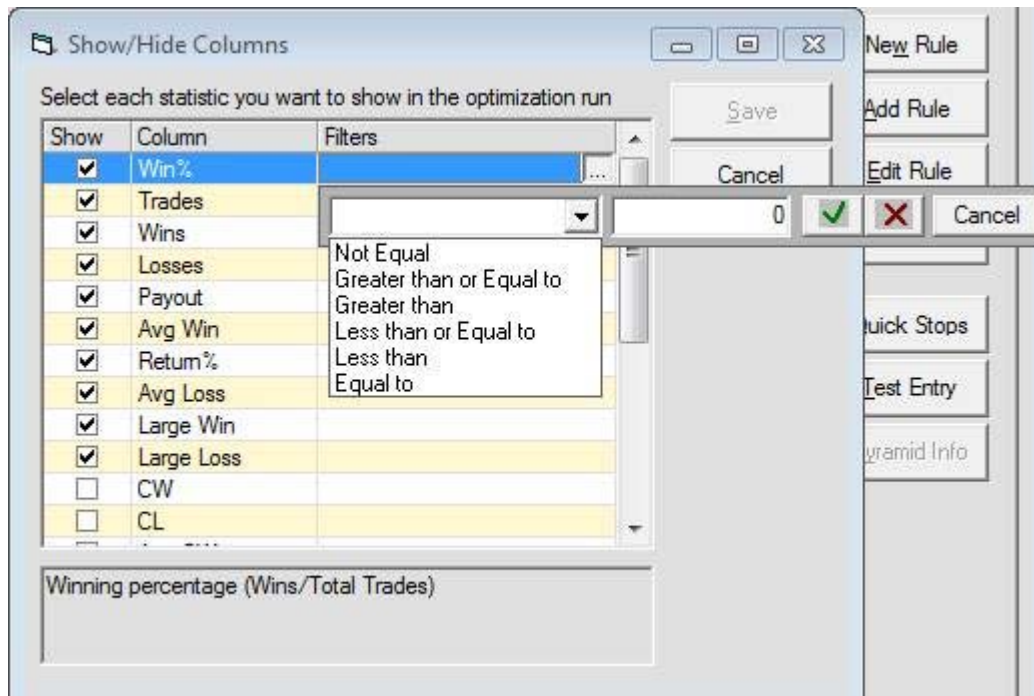 Show/Hide Columns
New Rule
Select each statistic you want to show in the optimization run
Save
Add Rule
Show Column Filters
Win% ...
Cancel
Edit Rule
Trades
0 Cancel
Wins
Not Equal
Losses
Greater than or Equal to
Payout
Greater than
Avg Win
Less than or Equal to
uick Stops
Return%
Less than
Avg Loss
Equal to
Test Entry
Large Win
Large Loss
yramid Info
CW
CL
Winning percentage (Wins/Total Trades)